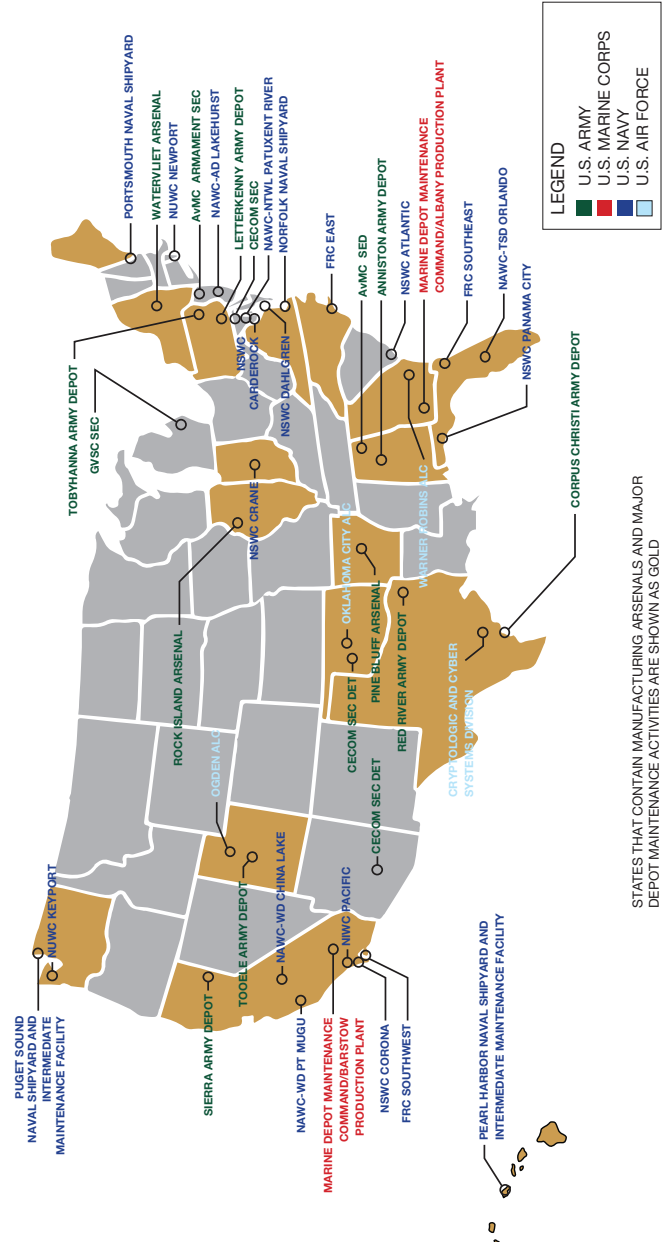 PUGET SOUND
NAVAL SHIPYARD AND
INTERMEDIATE
MAINTENANCE FACILITY
NUWC KEYPORT
SIERRA ARMY DEPOT
TOOELE ARMY DEPOT
OGDEN ALC
NAWC-WD CHINA LAKE
NAWC-WD PT MUGU
MARINE DEPOT MAINTENANCE
COMMAND/BARSTOW
PRODUCTION PLANT
NIWC PACIFIC
NSWC CORONA
FRC SOUTHWEST
CECOM SEC DET
PEARL HARBOR NAVAL SHIPYARD AND
INTERMEDIATE MAINTENANCE FACILITY
ROCK ISLAND ARSENAL
NSWC CRANE
CECOM SEC DET
OKLAHOMA CITY ALC
PINE BLUFF ARSENAL
RED RIVER ARMY DEPOT
CRYPTOLOGIC AND CYBER
SYSTEMS DIVISION
CORPUS CHRISTI ARMY DEPOT
WARNER ROBINS ALC
TOBYHANNA ARMY DEPOT
GVSC SEC
NSWC
CARDEROCK
NSWC DAHLGREN
PORTSMOUTH NAVAL SHIPYARD
WATERVLIET ARSENAL
NUWC NEWPORT
AvMC ARMAMENT SEC
NAWC-AD LAKEHURST
LETTERKENNY ARMY DEPOT
CECOM SEC
NAWC-NTWL PATUXENT RIVER
NORFOLK NAVAL SHIPYARD
FRC EAST
AvMC SED
ANNISTON ARMY DEPOT
NSWC ATLANTIC
MARINE DEPOT MAINTENANCE
COMMAND/ALBANY PRODUCTION PLANT
FRC SOUTHEAST
NAWC-TSD ORLANDO
NSWC PANAMA CITY
LEGEND
U.S. ARMY
U.S. MARINE CORPS
U.S. NAVY
U.S. AIR FORCE
STATES THAT CONTAIN MANUFACTURING ARSENALS AND MAJOR
DEPOT MAINTENANCE ACTIVITIES ARE SHOWN AS GOLD